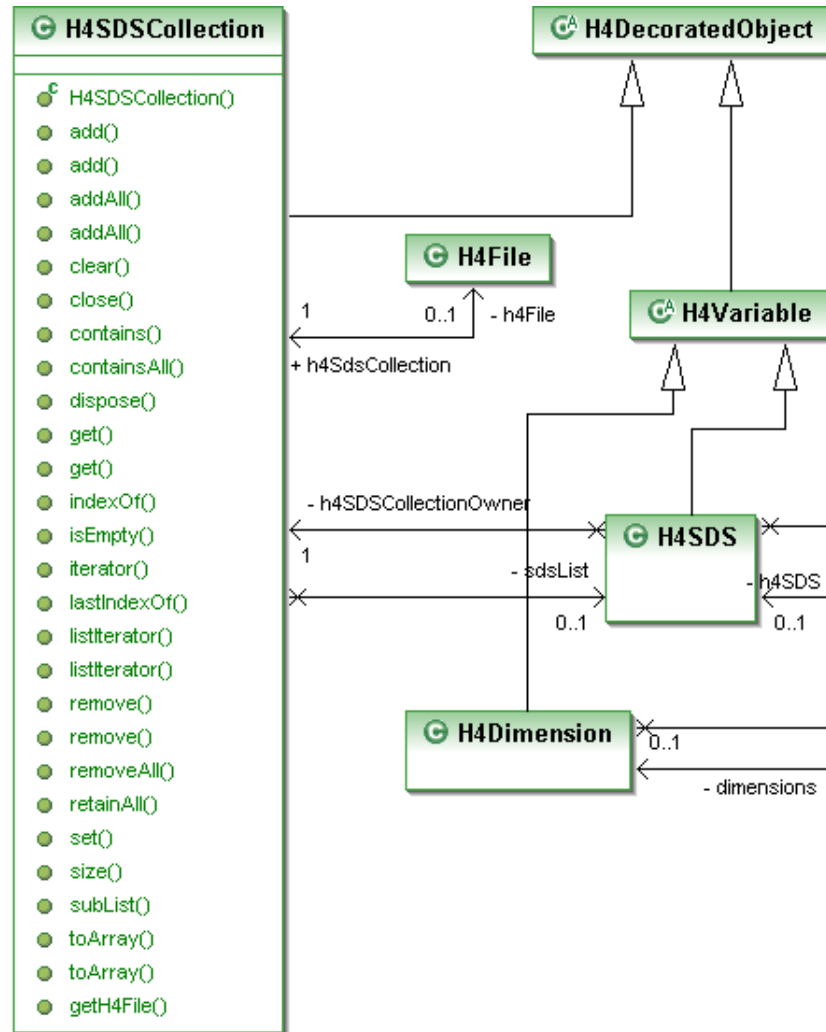 H4SDSCollection
H4SDSCollection()
add()
add()
addAll()
addAll()
clear()
close()
contains()
containsAll()
dispose()
get()
get()
indexOf()
isEmpty()
iterator()
lastIndexOf()
listIterator()
listIterator()
remove()
remove()
removeAll()
retainAll()
set()
size()
subList()
toArray()
toArray()
getH4File()
H4DecoratedObject
H4File
1
0..1
- h4File
+ h4SdsCollection
H4Variable
- h4SDSCollectionOwner
1
H4SDS
- sdsList
0..1
- h4SDS
0..1
H4Dimension
0..1
- dimensions